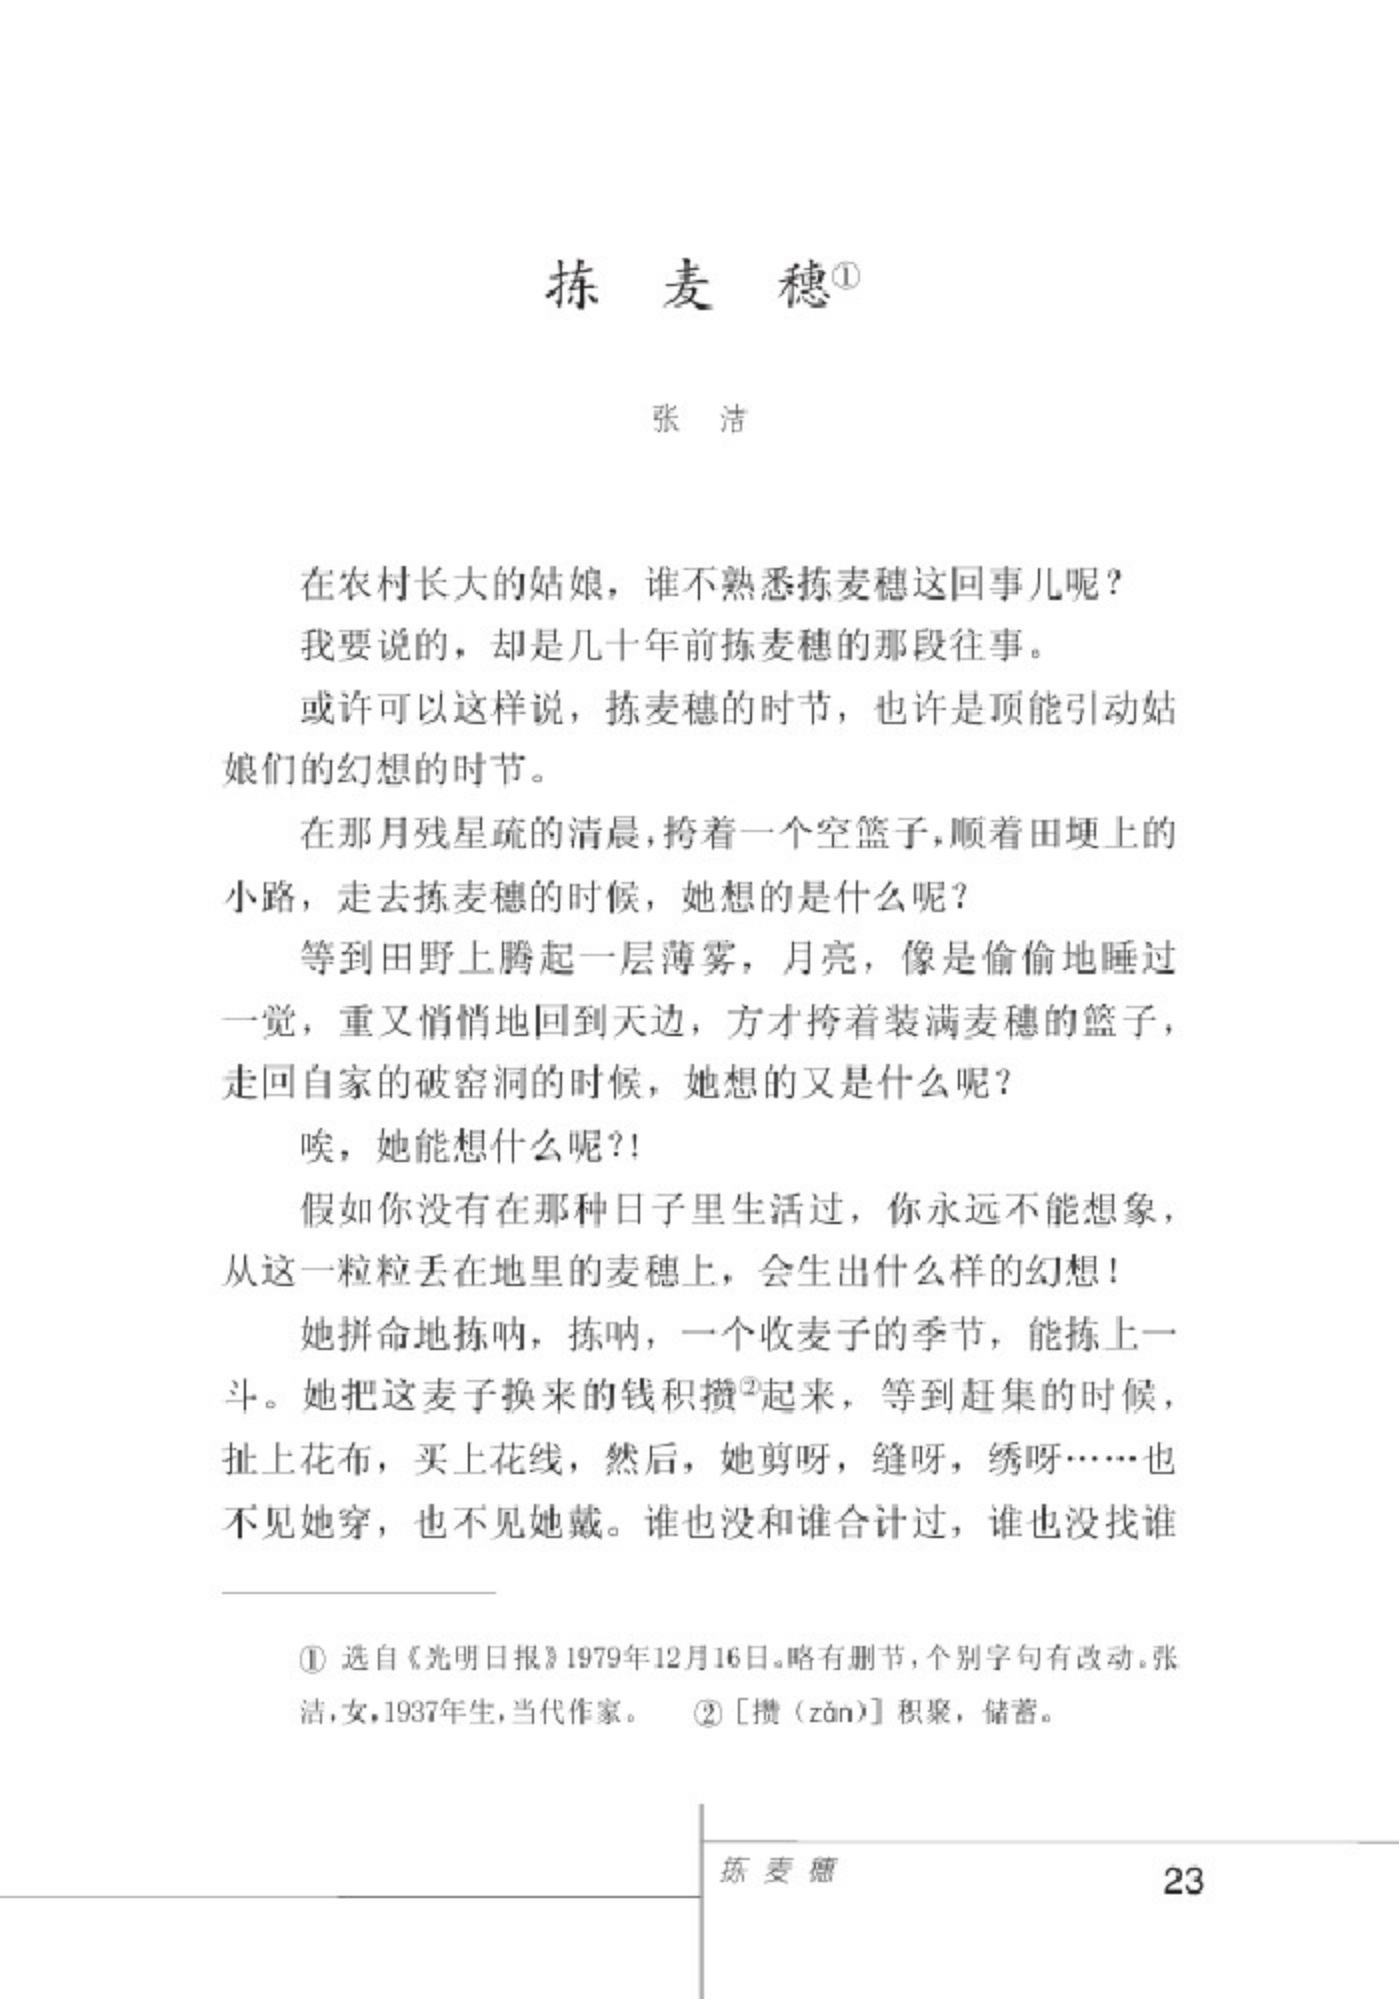 拣麦穗①
张洁
在农村长大的姑娘，谁不熟悉拣麦穗这回事儿呢？
我要说的，却是几十年前拣麦穗的那段往事。
或许可以这样说，拣麦穗的时节，也许是顶能引动姑
娘们的幻想的时节。
在那月残星疏的清晨，挎着一个空篮子，顺着田埂上的
小路，走去拣麦穗的时候，她想的是什么呢？
等到田野上腾起一层薄雾，月亮，像是偷偷地睡过
一觉，重又悄悄地回到天边，方才挎着装满麦穗的篮子，
走回自家的破窑洞的时候，她想的又是什么呢？
唉，她能想什么呢？！
假如你没有在那种日子里生活过，你永远不能想象，
从这一粒粒丢在地里的麦穗上，会生出什么样的幻想！
她拼命地拣呐，拣呐，一个收麦子的季节，能拣上一
斗。她把这麦子换来的钱积攒②起来，等到赶集的时候，
扯上花布，买上花线，然后，她剪呀，缝呀，绣呀……也
不见她穿，也不见她戴。谁也没和谁合计过，谁也没找谁
① 选自《光明日报》1979年12月16日。略有删节，个别字句有改动。张
洁，女，1937年生，当代作家。 ②［攒（zǎn）］积聚，储蓄。
拣麦穗 23